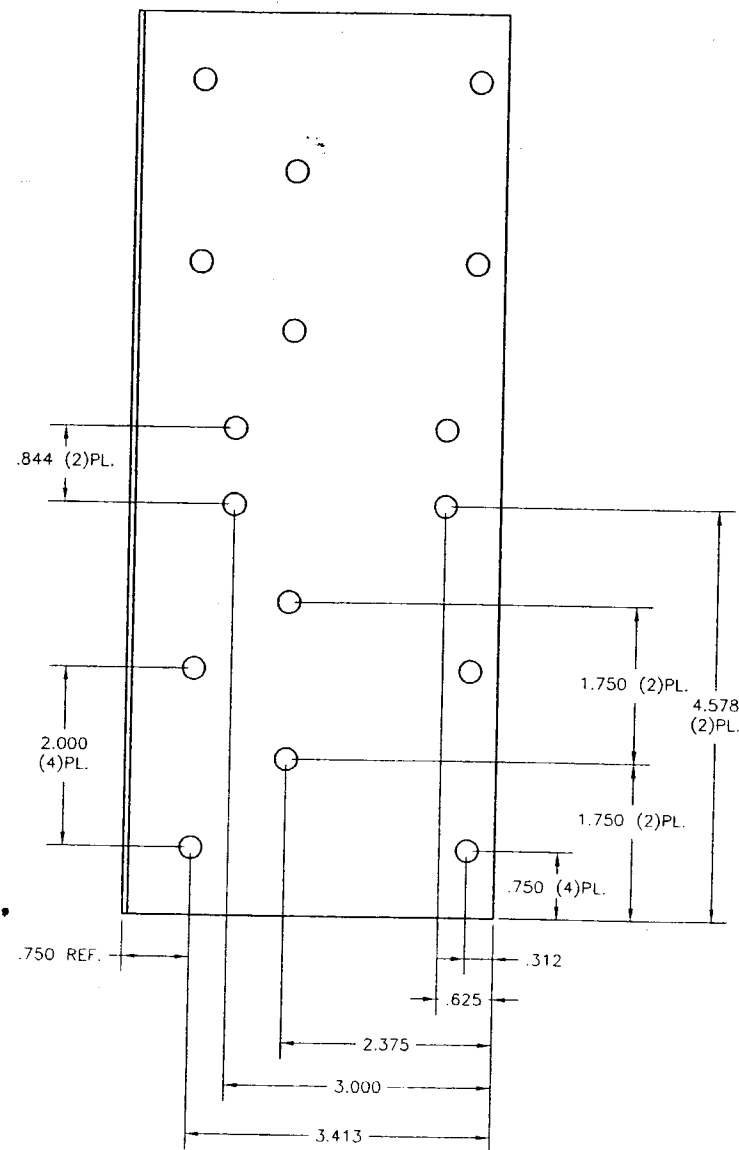 .844 (2)PL.
1.750 (2)PL.
4.578
(2)PL.
2.000
(4)PL.
1.750 (2)PL.
.750 (4)PL.
.750 REF.
.312
.625
2.375
3.000
3.413